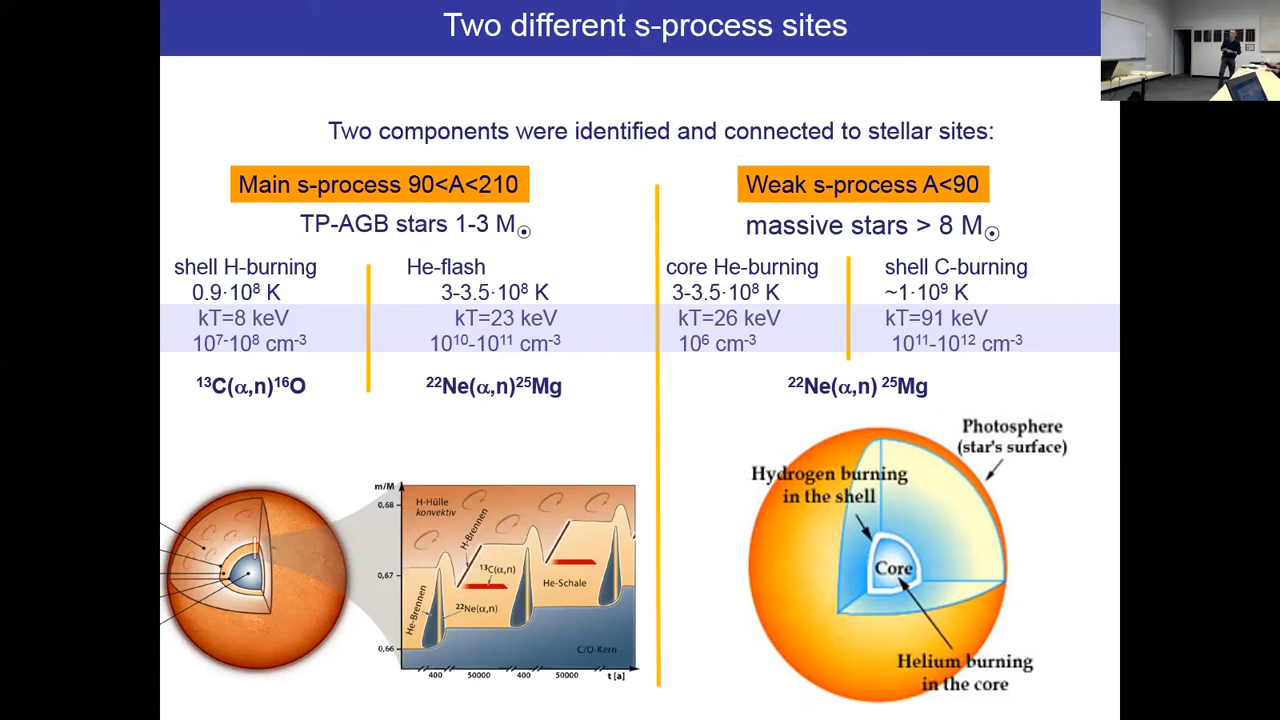 Two different s-process sites
Two components were identified and connected to stellar sites:
Main s-process 90<A<210
TP-AGB stars 1-3 M☉
shell H-burning
0.9·10⁸ K
kT=8 keV
10⁷-10⁸ cm⁻³
¹³C(α,n)¹⁶O
He-flash
3-3.5·10⁸ K
kT=23 keV
10¹⁰-10¹¹ cm⁻³
²²Ne(α,n)²⁵Mg
Weak s-process A<90
massive stars > 8 M☉
core He-burning
3-3.5·10⁸ K
kT=26 keV
10⁶ cm⁻³
shell C-burning
~1·10⁹ K
kT=91 keV
10¹¹-10¹² cm⁻³
²²Ne(α,n) ²⁵Mg
m/M
0,68
0,67
0,66
H-Hülle
konvektiv
H-Brennen
¹³C(α,n)
He-Schale
He-Brennen
²²Ne(α,n)
C/O-Kern
400
50000
400
50000
t [a]
Photosphere
(star's surface)
Hydrogen burning
in the shell
Core
Helium burning
in the core